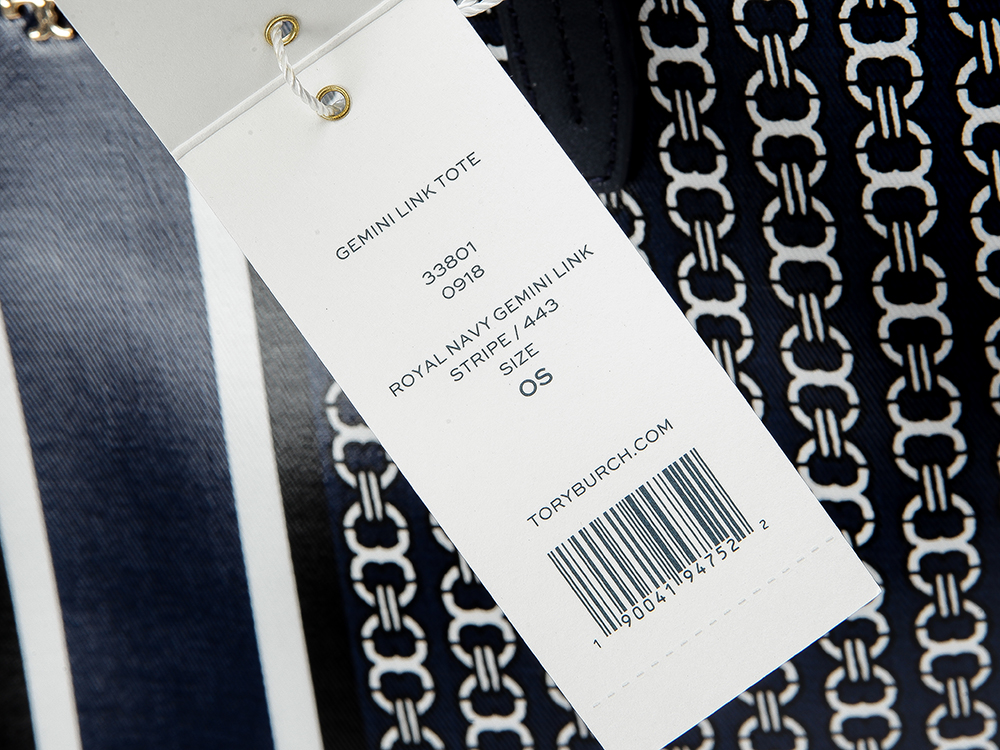 GEMINI LINK TOTE
33801
0918
ROYAL NAVY GEMINI LINK
STRIPE / 443
SIZE
OS
TORYBURCH.COM
1 90041 94752 2